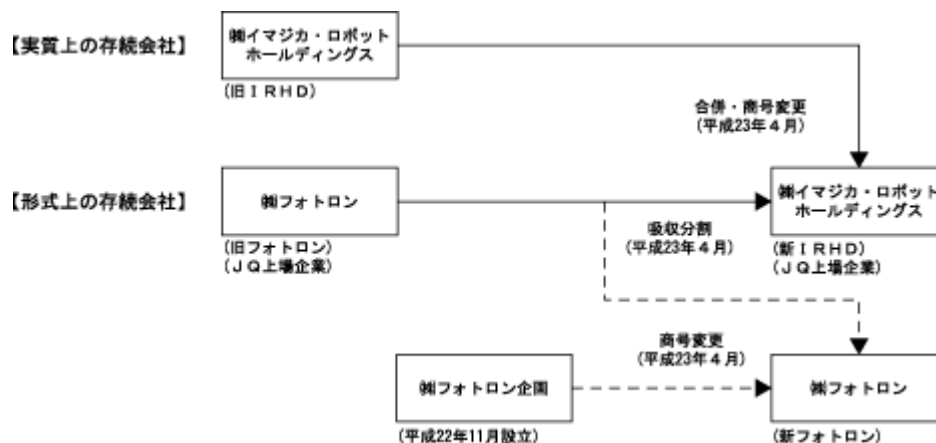 【実質上の存続会社】
㈱イマジカ・ロボット
ホールディングス
(旧ＩＲＨＤ)
合併・商号変更
(平成23年４月)
【形式上の存続会社】
㈱フォトロン
(旧フォトロン)
(ＪＱ上場企業)
吸収分割
(平成23年４月)
㈱イマジカ・ロボット
ホールディングス
(新ＩＲＨＤ)
(ＪＱ上場企業)
㈱フォトロン企画
(平成22年11月設立)
商号変更
(平成23年４月)
㈱フォトロン
(新フォトロン)